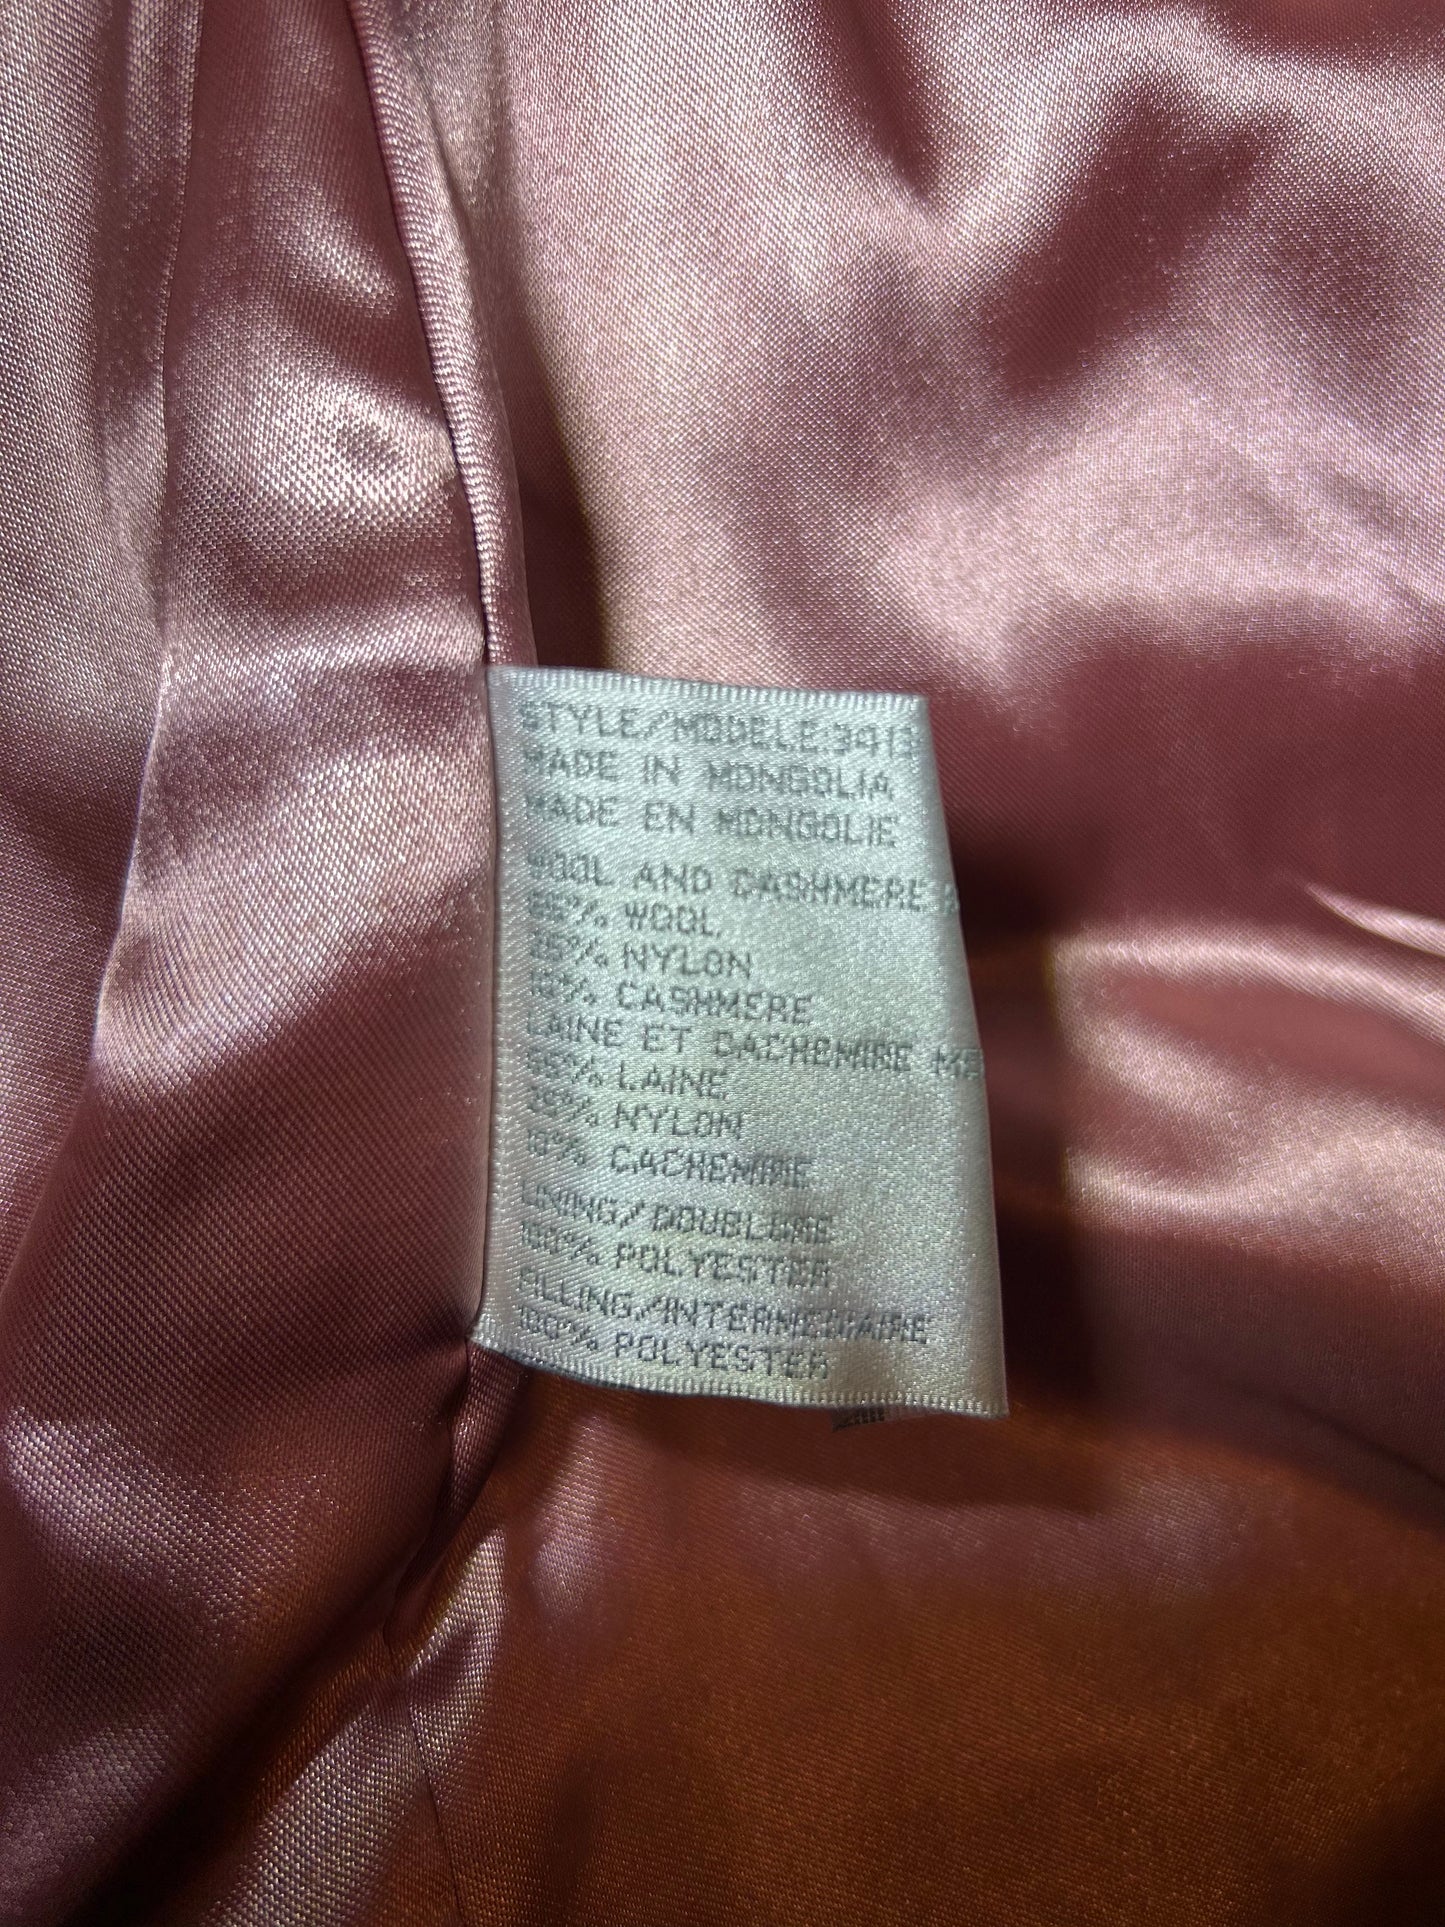 STYLE/MODELE:3413
MADE IN MONGOLIA
MADE EN MONGOLIE
WOOL AND CASHMERE
65% WOOL
25% NYLON
10% CASHMERE
LAINE ET CACHEMIRE ME
65% LAINE
25% NYLON
10% CACHEMIRE
LINING/DOUBLURE
100% POLYESTER
FILLING/INTERMEDIAIRE
100% POLYESTER